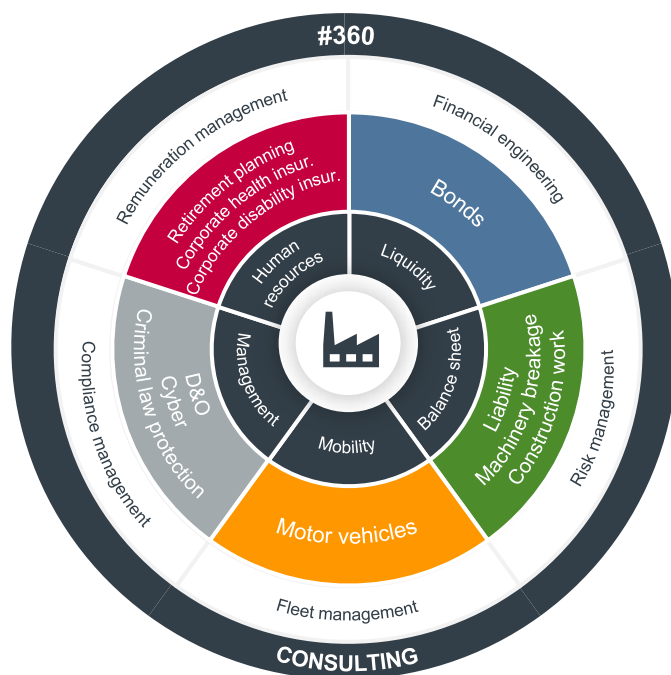 #360
Remuneration management
Financial engineering
Retirement planning
Corporate health insur.
Corporate disability insur.
Bonds
Human
resources
Liquidity
Compliance management
Criminal law protection
Cyber
D&O
Management
Balance sheet
Liability
Machinery breakage
Construction work
Risk management
Mobility
Motor vehicles
Fleet management
CONSULTING